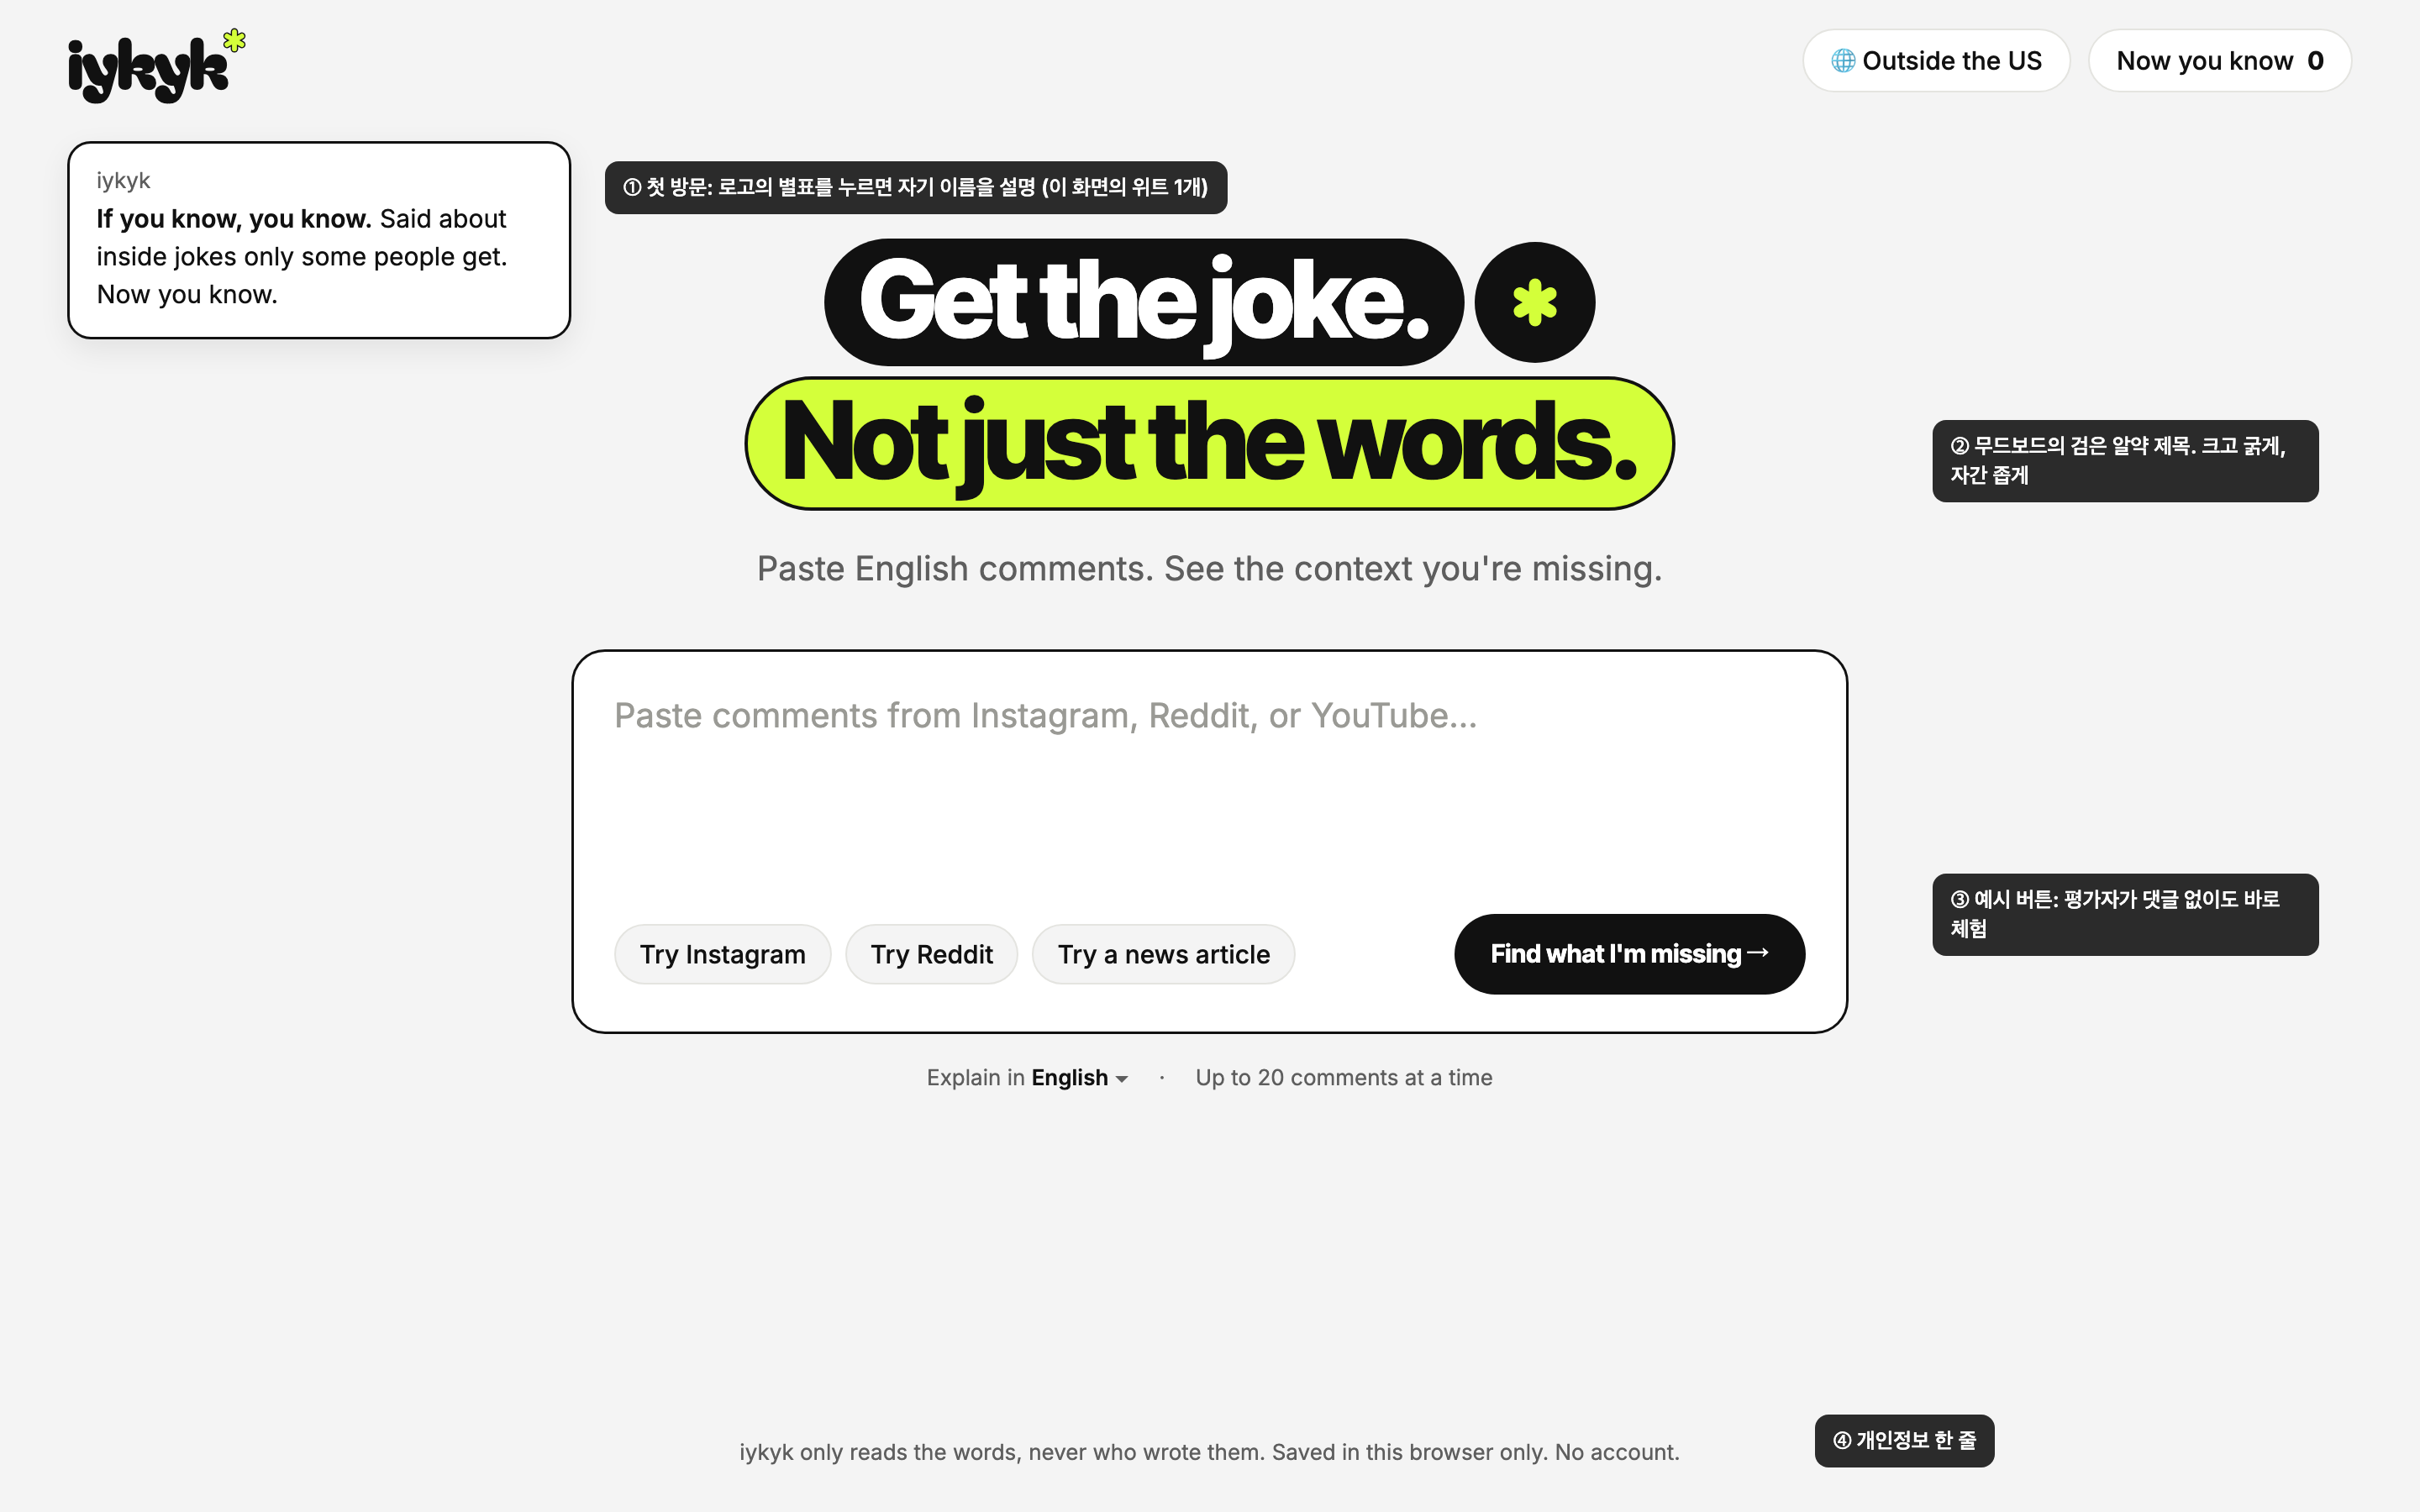 iykyk*
🌐 Outside the US
Now you know 0
iykyk
If you know, you know. Said about
inside jokes only some people get.
Now you know.
① 첫 방문: 로고의 별표를 누르면 자기 이름을 설명 (이 화면의 위트 1개)
Get the joke. *
Not just the words.
② 무드보드의 검은 알약 제목. 크고 굵게,
자간 좁게
Paste English comments. See the context you're missing.
Paste comments from Instagram, Reddit, or YouTube...
③ 예시 버튼: 평가자가 댓글 없이도 바로
체험
Try Instagram
Try Reddit
Try a news article
Find what I'm missing→
Explain in English
· Up to 20 comments at a time
iykyk only reads the words, never who wrote them. Saved in this browser only. No account.
④ 개인정보 한 줄